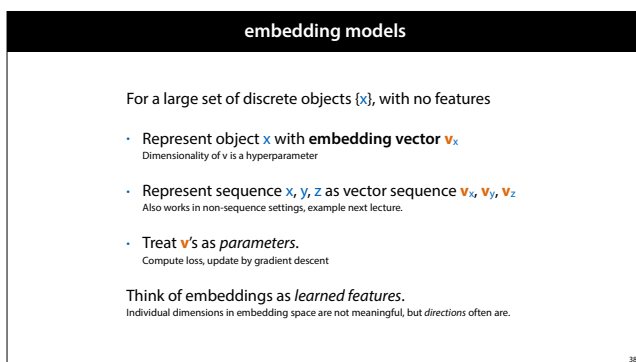 embedding models
For a large set of discrete objects {x}, with no features
• Represent object x with embedding vector vx
Dimensionality of v is a hyperparameter
• Represent sequence x, y, z as vector sequence vx, vy, vz
Also works in non-sequence settings, example next lecture.
• Treat v's as parameters.
Compute loss, update by gradient descent
Think of embeddings as learned features.
Individual dimensions in embedding space are not meaningful, but directions often are.
38